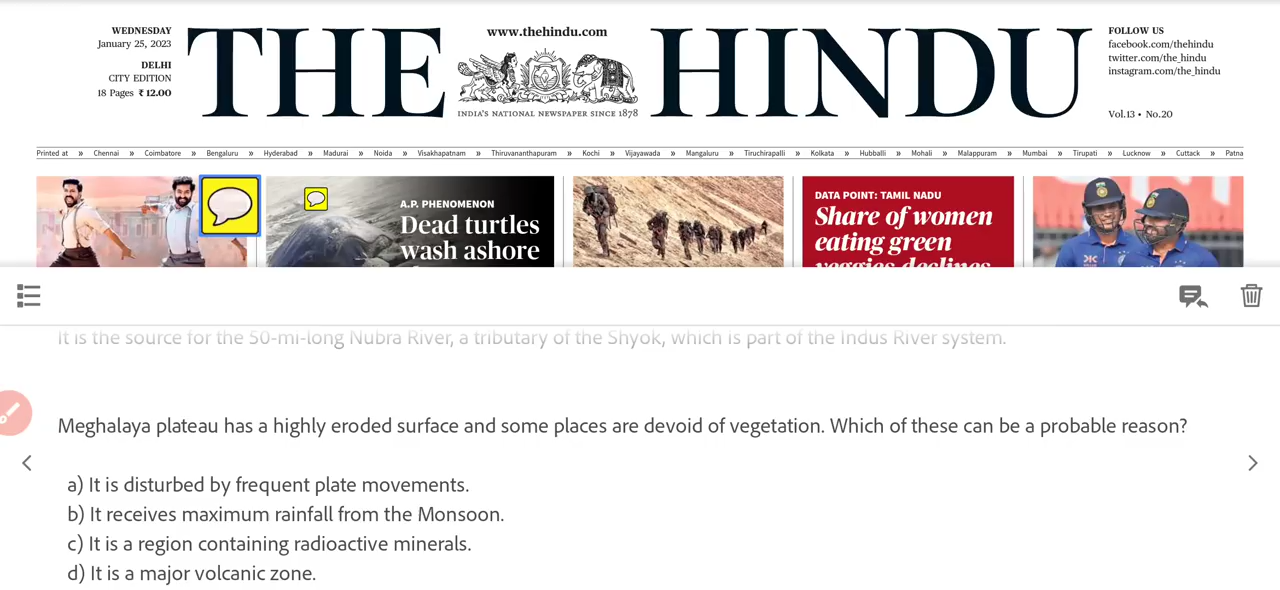 WEDNESDAY
January 25, 2023
DELHI
CITY EDITION
18 Pages ₹ 12.00
THE HINDU
www.thehindu.com
INDIA'S NATIONAL NEWSPAPER SINCE 1878
FOLLOW US
facebook.com/thehindu
twitter.com/the_hindu
instagram.com/the_hindu
Vol.13 • No.20
Printed at » Chennai » Coimbatore » Bengaluru » Hyderabad » Madurai » Noida » Visakhapatnam » Thiruvananthapuram » Kochi » Vijayawada » Mangaluru » Tiruchirapalli » Kolkata » Hubballi » Mohali » Malappuram » Mumbai » Tirupati » Lucknow » Cuttack » Patna
A.P. PHENOMENON
Dead turtles
wash ashore
DATA POINT: TAMIL NADU
Share of women
eating green
veggies declines
It is the source for the 50-mi-long Nubra River, a tributary of the Shyok, which is part of the Indus River system.
Meghalaya plateau has a highly eroded surface and some places are devoid of vegetation. Which of these can be a probable reason?
a) It is disturbed by frequent plate movements.
b) It receives maximum rainfall from the Monsoon.
c) It is a region containing radioactive minerals.
d) It is a major volcanic zone.